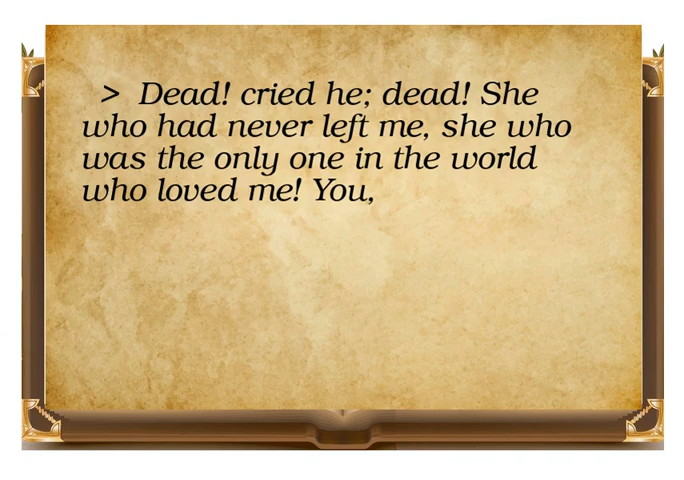 > Dead! cried he; dead! She
who had never left me, she who
was the only one in the world
who loved me! You,